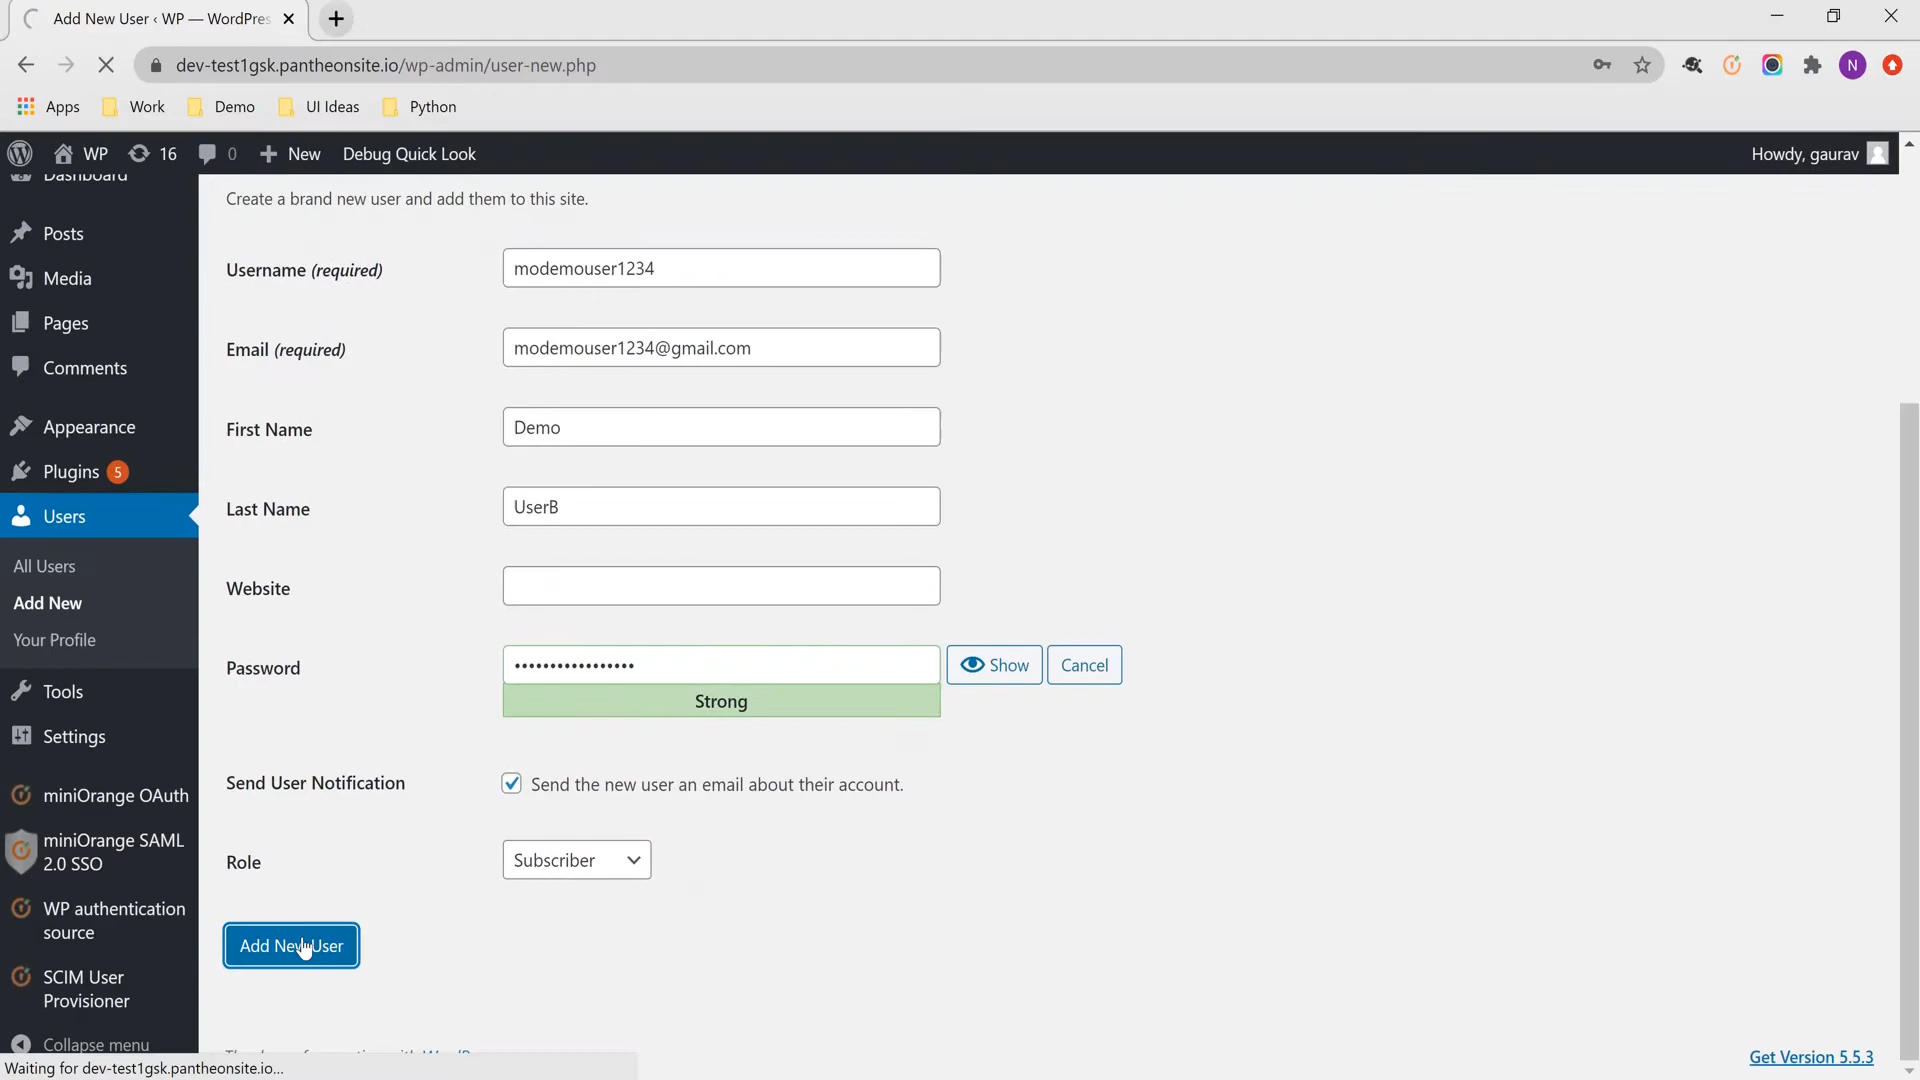 Add New User ‹ WP — WordPres
dev-test1gsk.pantheonsite.io/wp-admin/user-new.php
N
Apps
Work
Demo
UI Ideas
Python
WP
16
0
New
Debug Quick Look
Howdy, gaurav
Dashboard
Create a brand new user and add them to this site.
Posts
Media
Pages
Comments
Appearance
Plugins 5
Users
All Users
Add New
Your Profile
Tools
Settings
miniOrange OAuth
miniOrange SAML
2.0 SSO
WP authentication
source
SCIM User
Provisioner
Collapse menu
Username (required)
modemouser1234
Email (required)
modemouser1234@gmail.com
First Name
Demo
Last Name
UserB
Website
Password
•••••••••••••••••
Show
Cancel
Strong
Send User Notification
Send the new user an email about their account.
Role
Subscriber
Add New User
Get Version 5.5.3
Waiting for dev-test1gsk.pantheonsite.io...